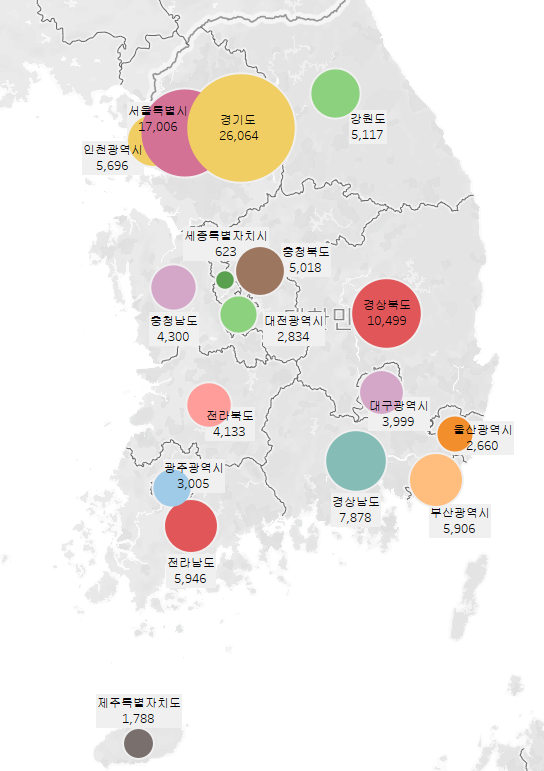 서울특별시
17,006
경기도
26,064
강원도
5,117
인천광역시
5,696
세종특별자치시
623
충청북도
5,018
충청남도
4,300
대전광역시
2,834
경상북도
10,499
전라북도
4,133
대구광역시
3,999
울산광역시
2,660
광주광역시
3,005
경상남도
7,878
부산광역시
5,906
전라남도
5,946
제주특별자치도
1,788